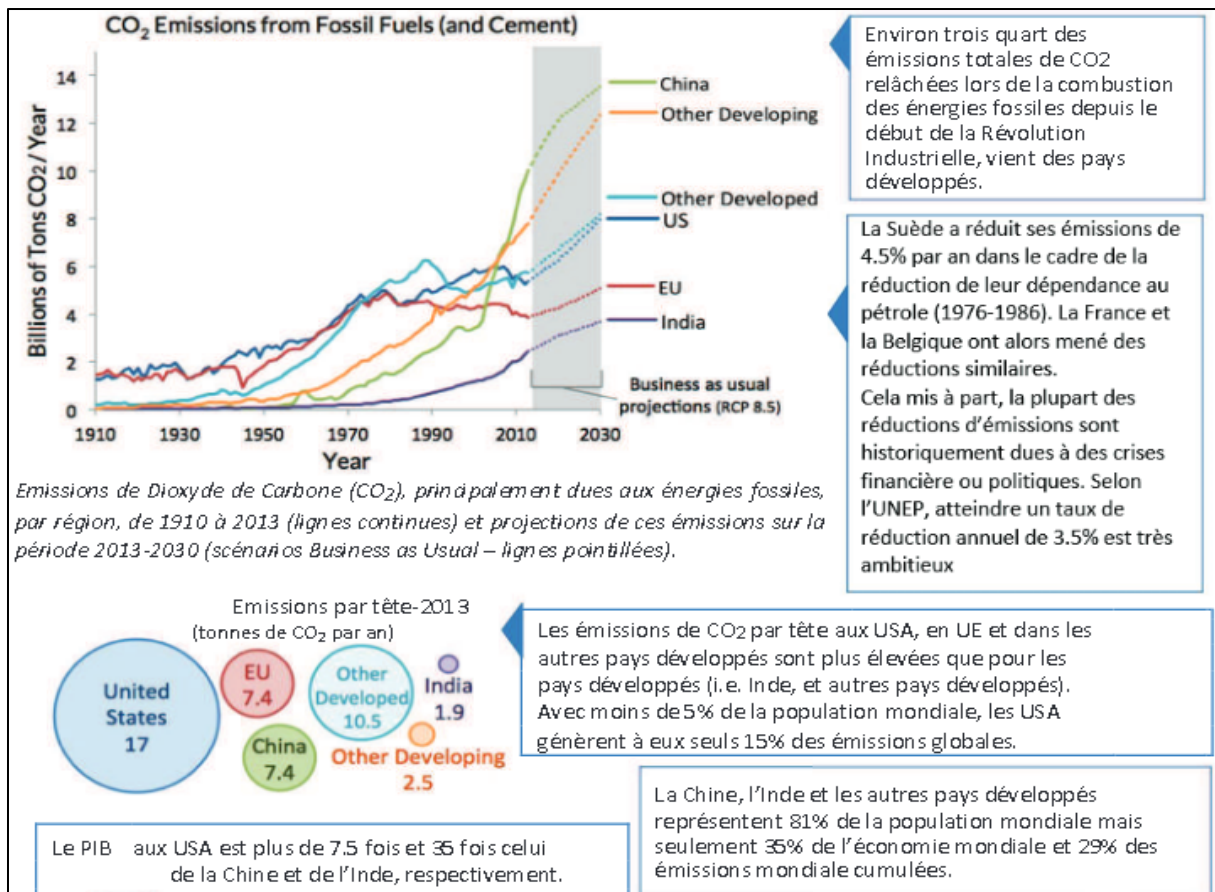 CO2 Emissions from Fossil Fuels (and Cement)
Billions of Tons CO2/ Year
14
12
10
8
6
4
2
0
1910
1930
1950
1970
1990
2010
2030
Year
China
Other Developing
Other Developed
US
EU
India
Business as usual
projections (RCP 8.5)
Emissions de Dioxyde de Carbone (CO2), principalement dues aux énergies fossiles,
par région, de 1910 à 2013 (lignes continues) et projections de ces émissions sur la
période 2013-2030 (scénarios Business as Usual – lignes pointillées).
Environ trois quart des
émissions totales de CO2
relâchées lors de la combustion
des énergies fossiles depuis le
début de la Révolution
Industrielle, vient des pays
développés.
La Suède a réduit ses émissions de
4.5% par an dans le cadre de la
réduction de leur dépendance au
pétrole (1976-1986). La France et
la Belgique ont alors mené des
réductions similaires.
Cela mis à part, la plupart des
réductions d'émissions sont
historiquement dues à des crises
financière ou politiques. Selon
l'UNEP, atteindre un taux de
réduction annuel de 3.5% est très
ambitieux
Emissions par tête-2013
(tonnes de CO2 par an)
United
States
17
EU
7.4
China
7.4
Other
Developed
10.5
India
1.9
Other Developing
2.5
Les émissions de CO2 par tête aux USA, en UE et dans les
autres pays développés sont plus élevées que pour les
pays développés (i.e. Inde, et autres pays développés).
Avec moins de 5% de la population mondiale, les USA
génèrent à eux seuls 15% des émissions globales.
La Chine, l'Inde et les autres pays développés
représentent 81% de la population mondiale mais
seulement 35% de l'économie mondiale et 29% des
émissions mondiale cumulées.
Le PIB aux USA est plus de 7.5 fois et 35 fois celui
de la Chine et de l'Inde, respectivement.